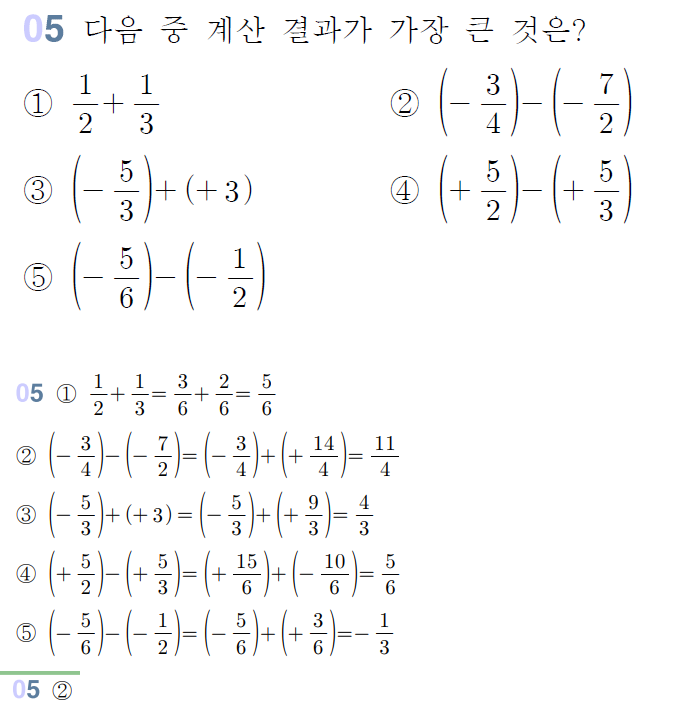 05 다음 중 계산 결과가 가장 큰 것은?
① 1/2 + 1/3 ② (− 3/4) − (− 7/2)
③ (− 5/3) + (+3) ④ (+ 5/2) − (+ 5/3)
⑤ (− 5/6) − (− 1/2)
05 ① 1/2 + 1/3 = 3/6 + 2/6 = 5/6
② (− 3/4) − (− 7/2) = (− 3/4) + (+ 14/4) = 11/4
③ (− 5/3) + (+3) = (− 5/3) + (+ 9/3) = 4/3
④ (+ 5/2) − (+ 5/3) = (+ 15/6) + (− 10/6) = 5/6
⑤ (− 5/6) − (− 1/2) = (− 5/6) + (+ 3/6) = − 1/3
05 ②